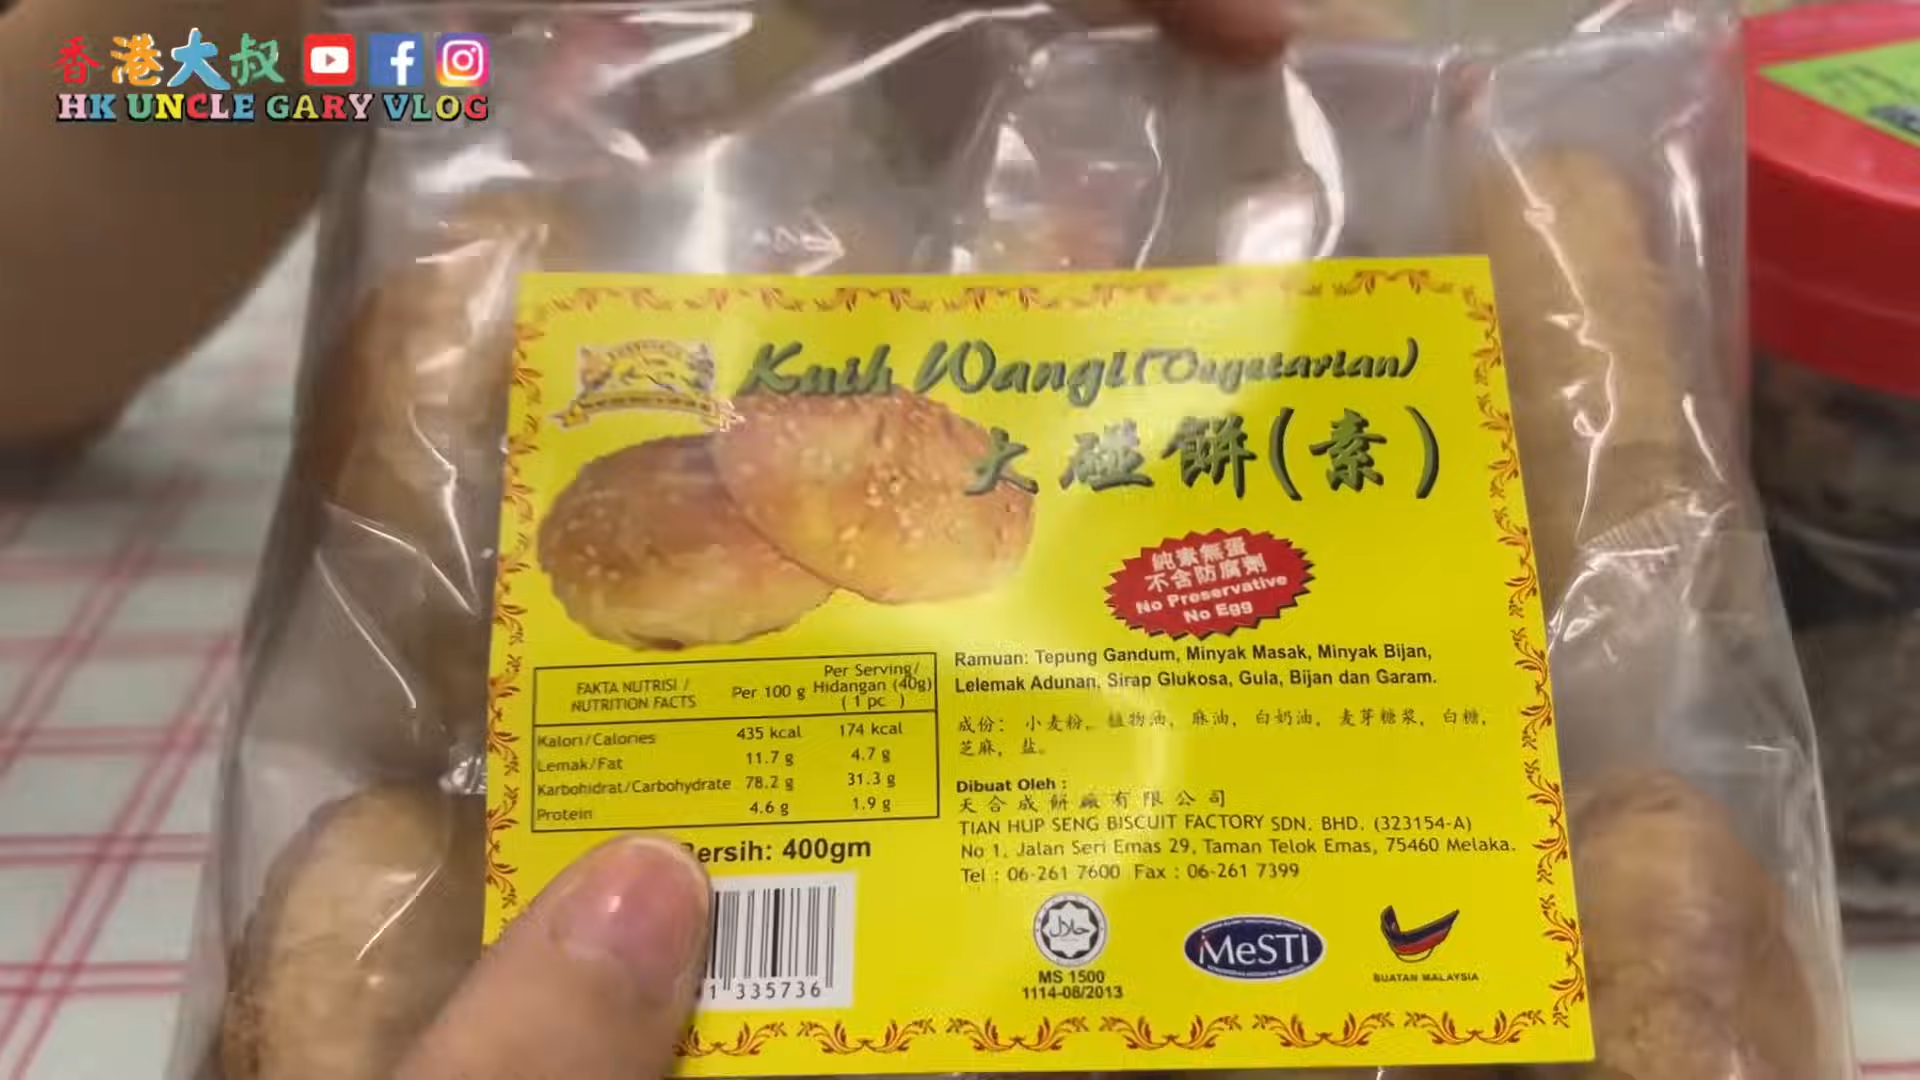 香港大叔
HK UNCLE GARY VLOG
Kuih Wangi (Vegetarian)
大碰餅(素)
純素無蛋
不含防腐劑
No Preservative
No Egg
FAKTA NUTRISI /
NUTRITION FACTS
Per 100 g
Per Serving/
Hidangan (40g)
( 1 pc )
Kalori/Calories 435 kcal 174 kcal
Lemak/Fat 11.7 g 4.7 g
Karbohidrat/Carbohydrate 78.2 g 31.3 g
Protein 4.6 g 1.9 g
Bersih: 400gm
1 335736
Ramuan: Tepung Gandum, Minyak Masak, Minyak Bijan,
Lelemak Adunan, Sirap Glukosa, Gula, Bijan dan Garam.
成份: 小麦粉, 植物油, 麻油, 白奶油, 麦芽糖浆, 白糖,
芝麻, 盐。
Dibuat Oleh :
天合成餅廠有限公司
TIAN HUP SENG BISCUIT FACTORY SDN. BHD. (323154-A)
No 1, Jalan Seri Emas 29, Taman Telok Emas, 75460 Melaka.
Tel : 06-261 7600 Fax : 06-261 7399
حلال
MS 1500
1114-08/2013
MeSTI
BUATAN MALAYSIA